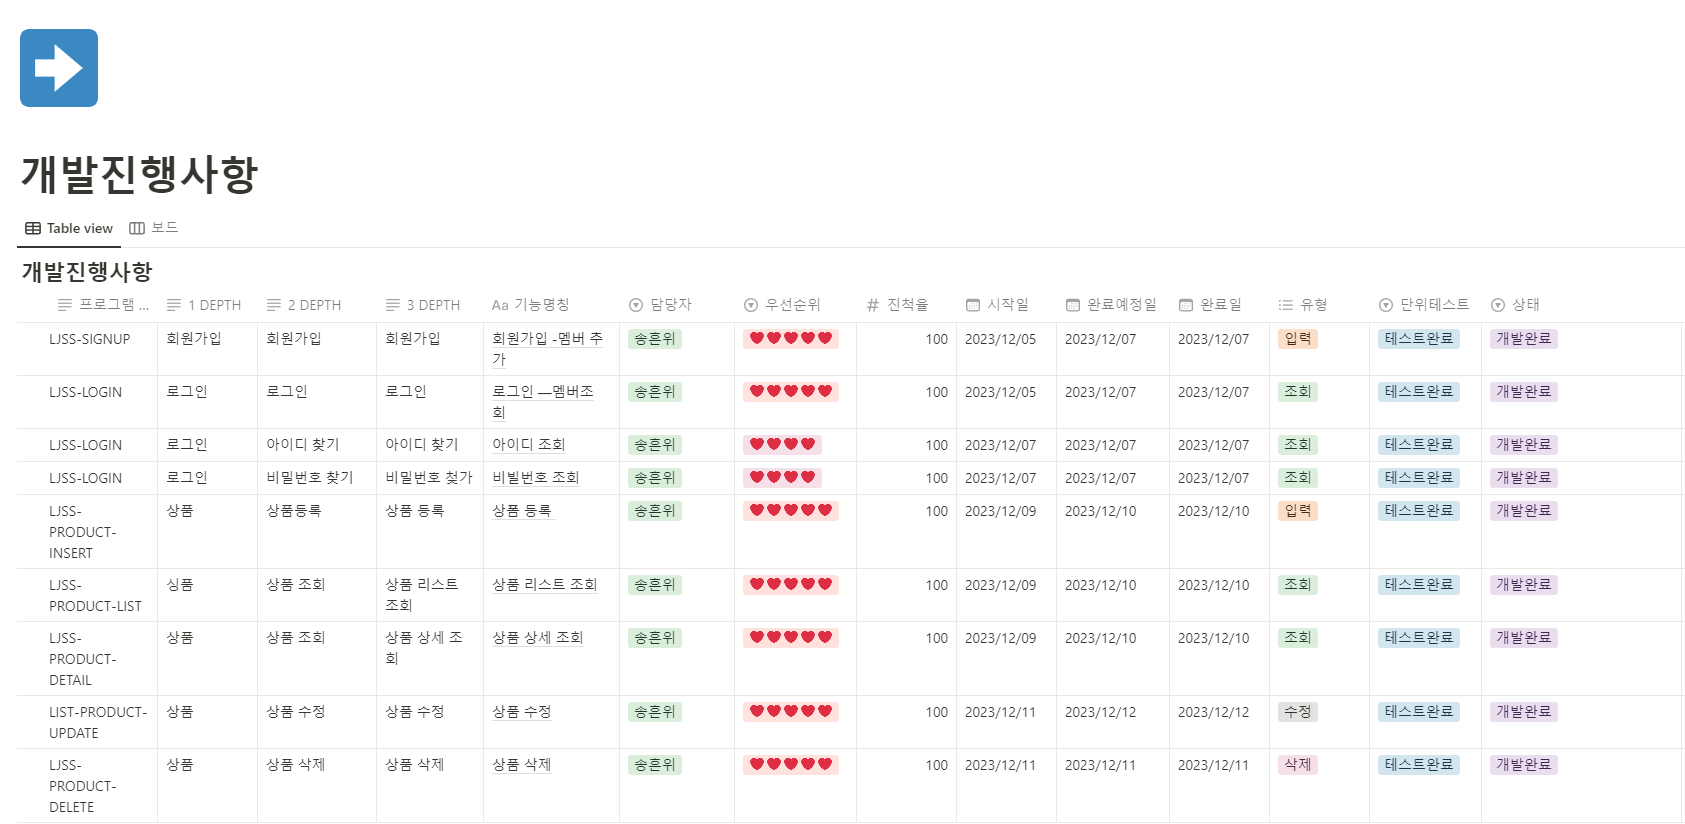 개발진행사항
Table view 보드
개발진행사항
프로그램 ... 1 DEPTH 2 DEPTH 3 DEPTH Aa 기능명칭 담당자 우선순위 # 진척율 시작일 완료예정일 완료일 유형 단위테스트 상태
LJSS-SIGNUP 회원가입 회원가입 회원가입 회원가입 -멤버 추 송흔위 100 2023/12/05 2023/12/07 2023/12/07 입력 테스트완료 개발완료
가
LJSS-LOGIN 로그인 로그인 로그인 로그인 —멤버조 송흔위 100 2023/12/05 2023/12/07 2023/12/07 조회 테스트완료 개발완료
회
LJSS-LOGIN 로그인 아이디 찾기 아이디 찾기 아이디 조회 송흔위 100 2023/12/07 2023/12/07 2023/12/07 조회 테스트완료 개발완료
LJSS-LOGIN 로그인 비밀번호 찾기 비밀번호 찾가 비빌번호 조회 송흔위 100 2023/12/07 2023/12/07 2023/12/07 조회 테스트완료 개발완료
LJSS- 상품 상품등록 상품 등록 상품 등록 송흔위 100 2023/12/09 2023/12/10 2023/12/10 입력 테스트완료 개발완료
PRODUCT-
INSERT
LJSS- 싱품 상품 조회 상품 리스트 상품 리스트 조회 송흔위 100 2023/12/09 2023/12/10 2023/12/10 조회 테스트완료 개발완료
PRODUCT-LIST 조회
LJSS- 상품 상품 조회 상품 상세 조 상품 상세 조회 송흔위 100 2023/12/09 2023/12/10 2023/12/10 조회 테스트완료 개발완료
PRODUCT- 회
DETAIL
LIST-PRODUCT- 상품 상품 수정 상품 수정 상품 수정 송흔위 100 2023/12/11 2023/12/12 2023/12/12 수정 테스트완료 개발완료
UPDATE
LJSS- 상품 상품 삭제 상품 삭제 상품 삭제 송흔위 100 2023/12/11 2023/12/11 2023/12/11 삭제 테스트완료 개발완료
PRODUCT-
DELETE